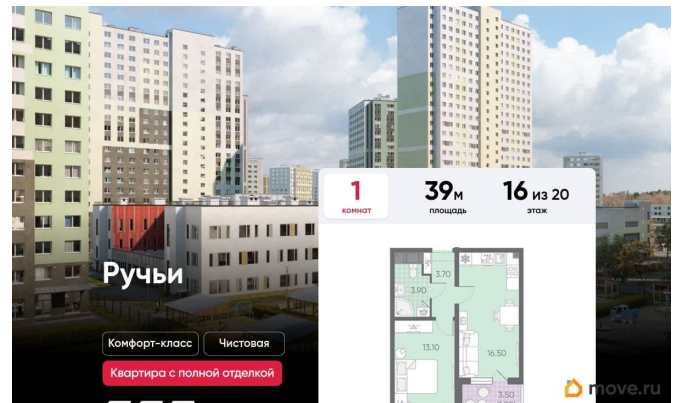 1
комнат
39м
площадь
16 из 20
этаж
Ручьи
Комфорт-класс
Чистовая
Квартира с полной отделкой
3.70
3.90
13.10
16.50
3.50
move.ru